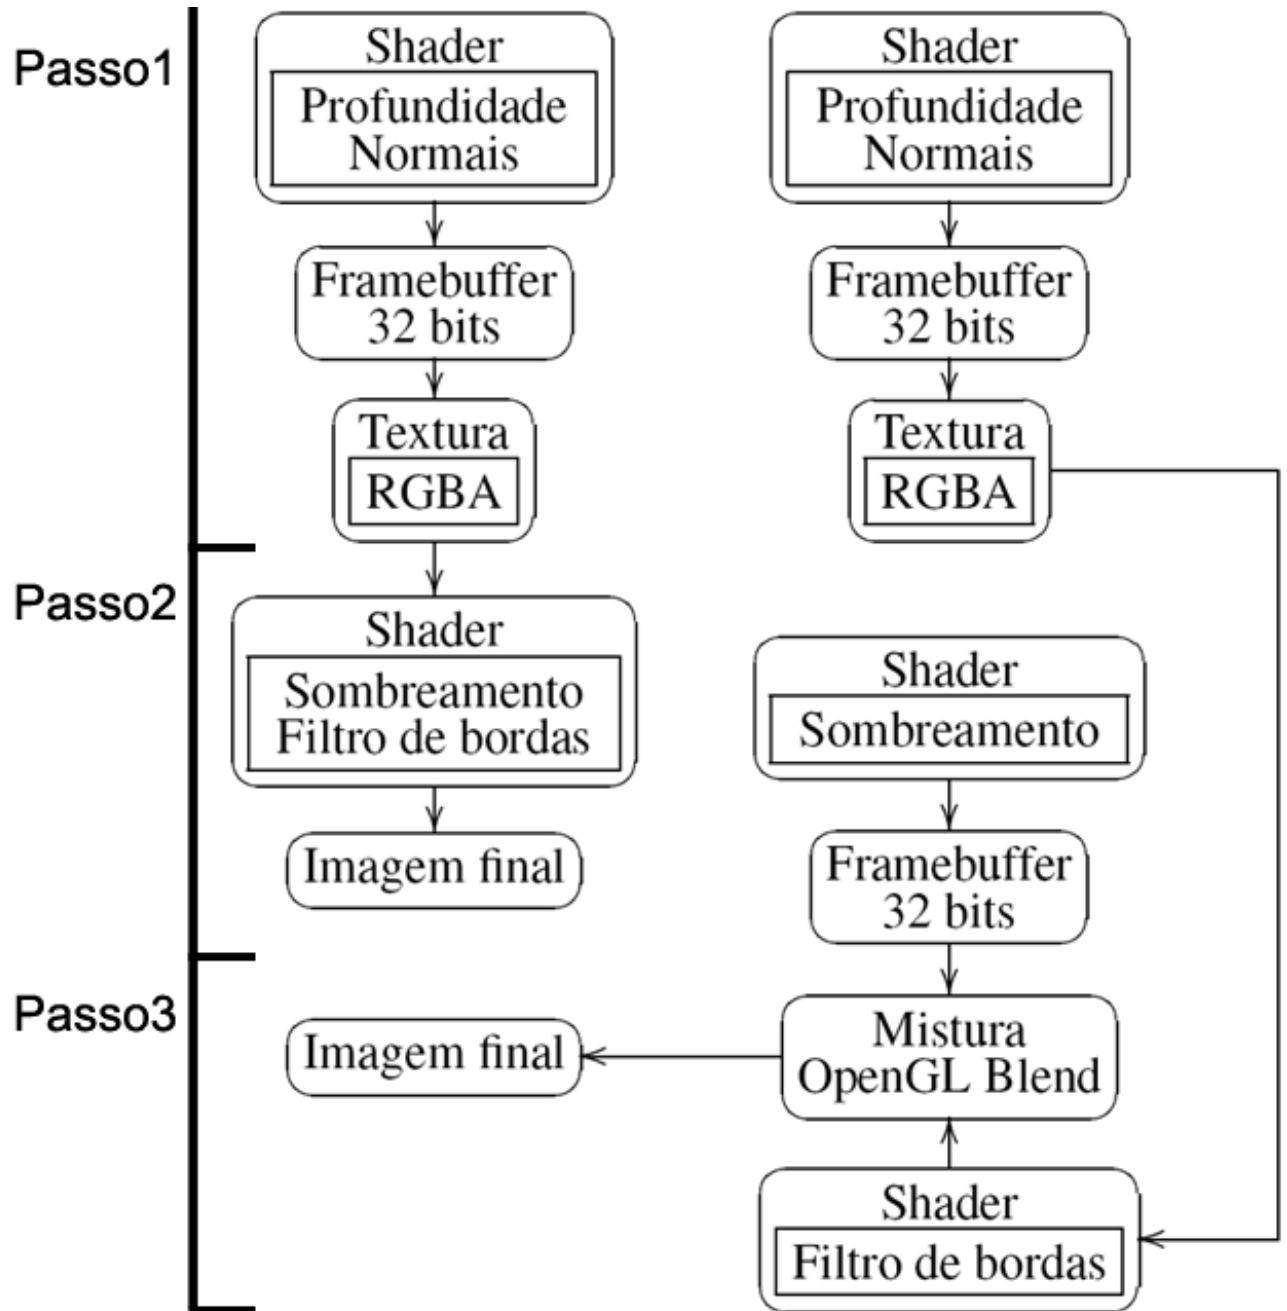 Passo1
Shader
Profundidade
Normais
Framebuffer
32 bits
Textura
RGBA
Shader
Profundidade
Normais
Framebuffer
32 bits
Textura
RGBA
Passo2
Shader
Sombreamento
Filtro de bordas
Imagem final
Shader
Sombreamento
Framebuffer
32 bits
Passo3
Imagem final
Mistura
OpenGL Blend
Shader
Filtro de bordas